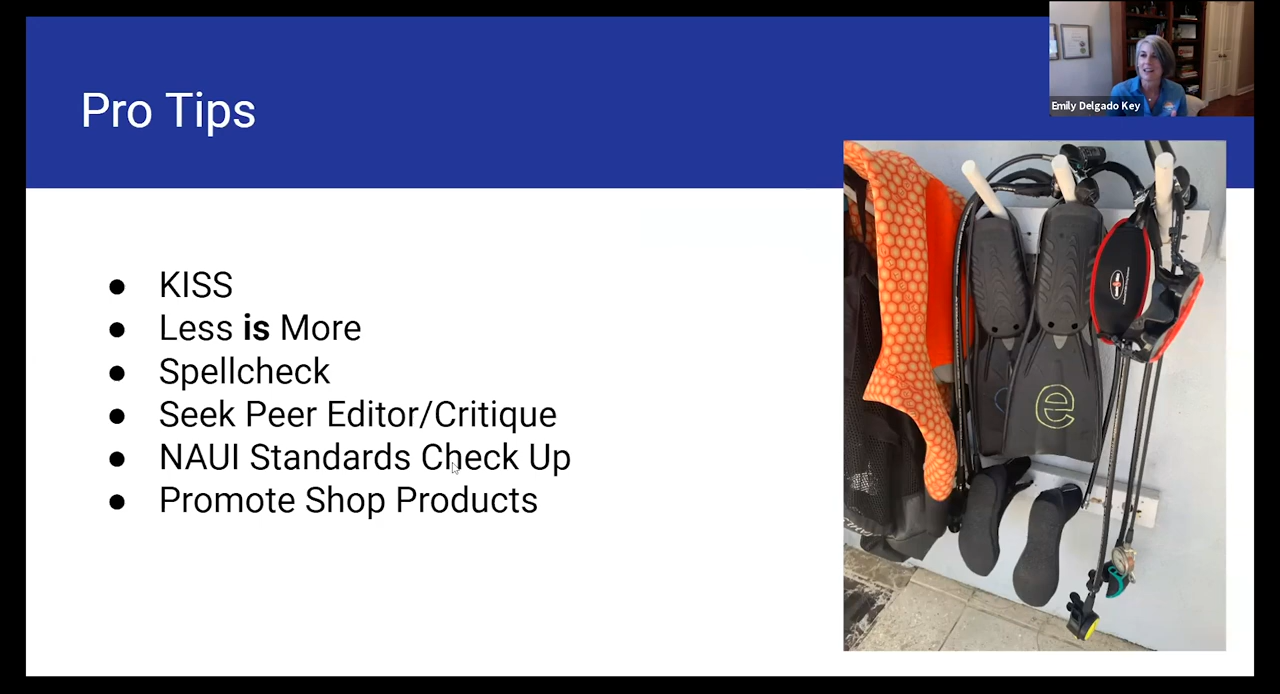 Pro Tips
Emily Delgado Key
● KISS
● Less is More
● Spellcheck
● Seek Peer Editor/Critique
● NAUI Standards Check Up
● Promote Shop Products
e